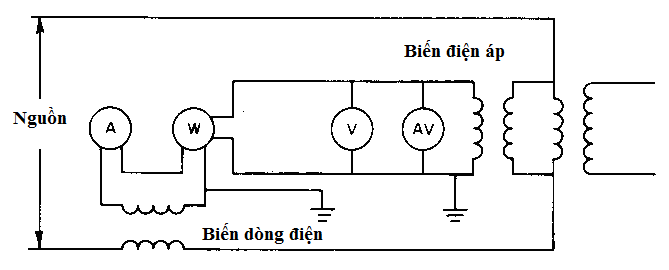 Biến điện áp
Nguồn
A
W
V
AV
Biến dòng điện